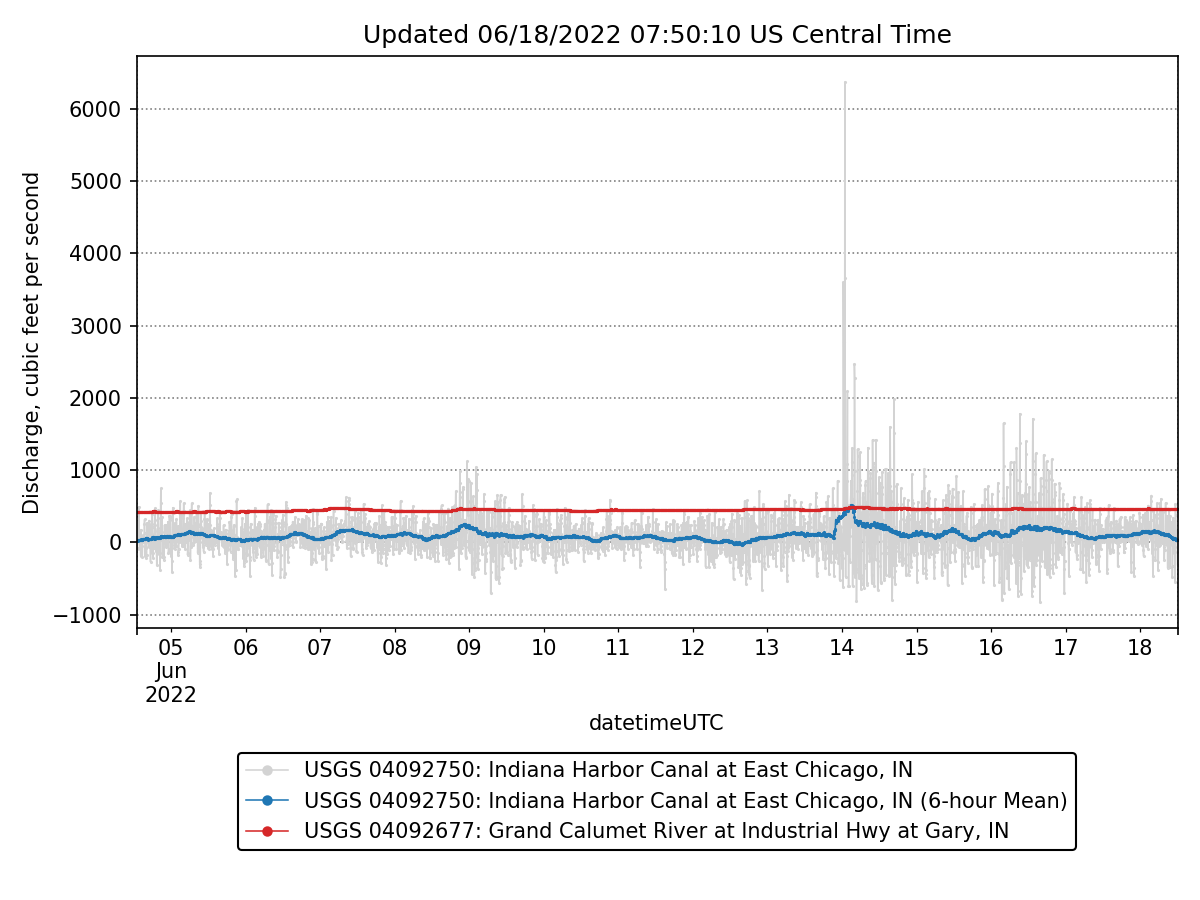 Updated 06/18/2022 07:50:10 US Central Time
Discharge, cubic feet per second
6000
5000
4000
3000
2000
1000
0
−1000
05 06 07 08 09 10 11 12 13 14 15 16 17 18
Jun
2022
datetimeUTC
USGS 04092750: Indiana Harbor Canal at East Chicago, IN
USGS 04092750: Indiana Harbor Canal at East Chicago, IN (6-hour Mean)
USGS 04092677: Grand Calumet River at Industrial Hwy at Gary, IN